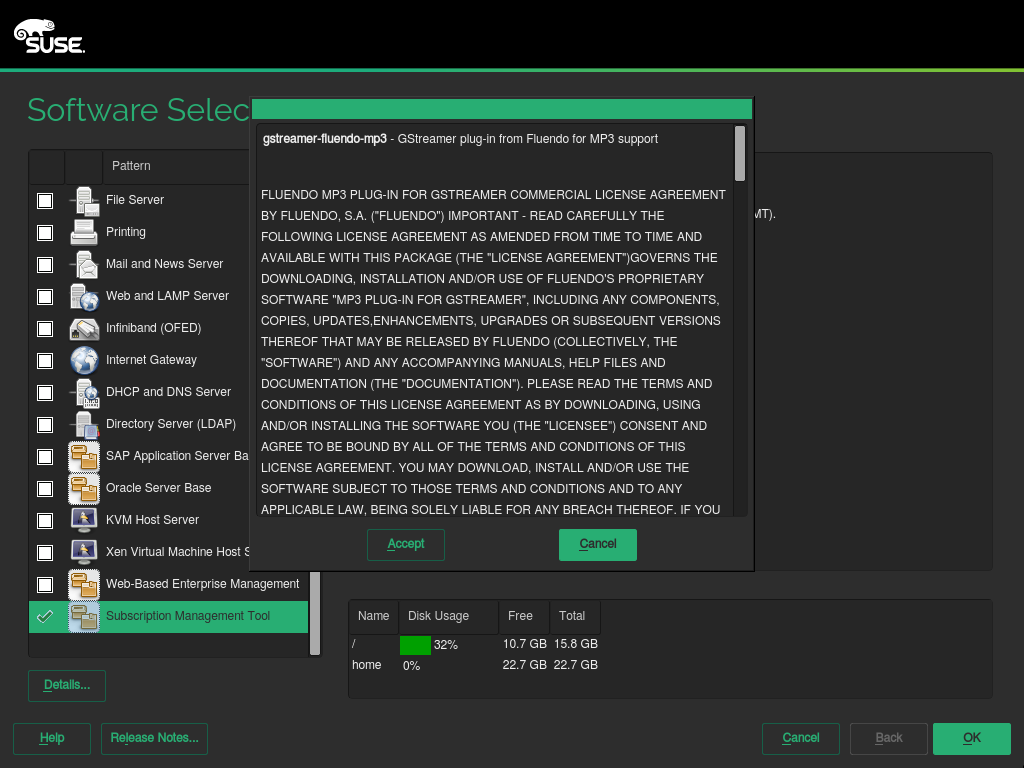 SUSE
Software Selec
Pattern
File Server
Printing
Mail and News Server
Web and LAMP Server
Infiniband (OFED)
Internet Gateway
DHCP and DNS Server
Directory Server (LDAP)
SAP Application Server Ba
Oracle Server Base
KVM Host Server
Xen Virtual Machine Host S
Web-Based Enterprise Management
Subscription Management Tool
gstreamer-fluendo-mp3 - GStreamer plug-in from Fluendo for MP3 support
FLUENDO MP3 PLUG-IN FOR GSTREAMER COMMERCIAL LICENSE AGREEMENT
BY FLUENDO, S.A. ("FLUENDO") IMPORTANT - READ CAREFULLY THE
FOLLOWING LICENSE AGREEMENT AS AMENDED FROM TIME TO TIME AND
AVAILABLE WITH THIS PACKAGE (THE "LICENSE AGREEMENT")GOVERNS THE
DOWNLOADING, INSTALLATION AND/OR USE OF FLUENDO'S PROPRIETARY
SOFTWARE "MP3 PLUG-IN FOR GSTREAMER", INCLUDING ANY COMPONENTS,
COPIES, UPDATES,ENHANCEMENTS, UPGRADES OR SUBSEQUENT VERSIONS
THEREOF THAT MAY BE RELEASED BY FLUENDO (COLLECTIVELY, THE
"SOFTWARE") AND ANY ACCOMPANYING MANUALS, HELP FILES AND
DOCUMENTATION (THE "DOCUMENTATION"). PLEASE READ THE TERMS AND
CONDITIONS OF THIS LICENSE AGREEMENT AS BY DOWNLOADING, USING
AND/OR INSTALLING THE SOFTWARE YOU (THE "LICENSEE") CONSENT AND
AGREE TO BE BOUND BY ALL OF THE TERMS AND CONDITIONS OF THIS
LICENSE AGREEMENT. YOU MAY DOWNLOAD, INSTALL AND/OR USE THE
SOFTWARE SUBJECT TO THOSE TERMS AND CONDITIONS AND TO ANY
APPLICABLE LAW, BEING SOLELY LIABLE FOR ANY BREACH THEREOF. IF YOU
Accept Cancel
MT).
Name Disk Usage Free Total
/ 32% 10.7 GB 15.8 GB
home 0% 22.7 GB 22.7 GB
Details...
Help Release Notes... Cancel Back OK